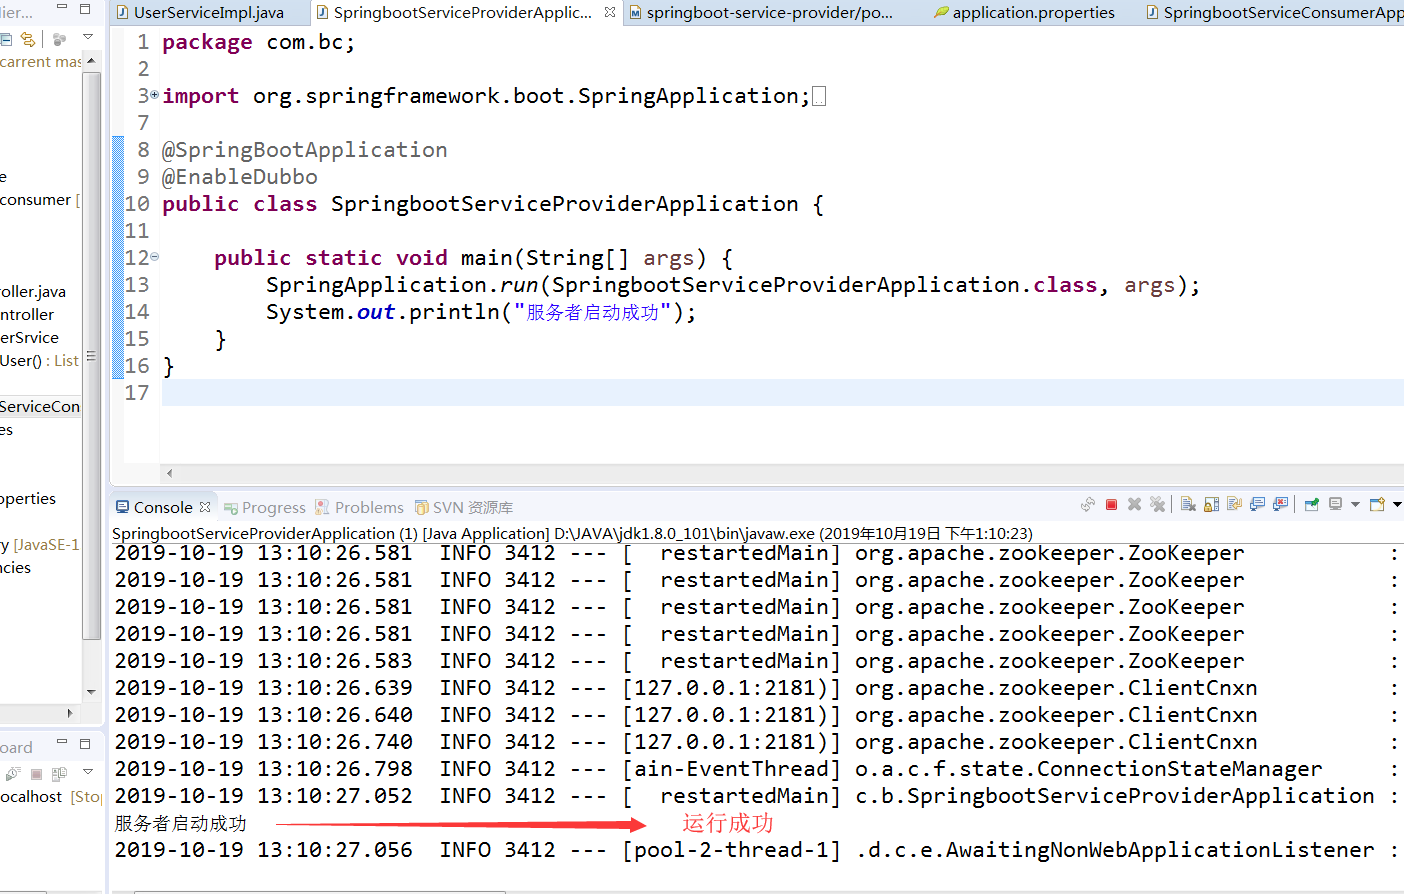 ier...
UserServiceImpl.java
SpringbootServiceProviderApplic...
springboot-service-provider/po...
application.properties
SpringbootServiceConsumerApp
carrent mas
e
consumer [
oller.java
ntroller
erSrvice
User() : List
ServiceCon
es
operties
ry [JavaSE-1
ncies
oard
ocalhost [Stop
1 package com.bc;
2
3 import org.springframework.boot.SpringApplication;
7
8 @SpringBootApplication
9 @EnableDubbo
10 public class SpringbootServiceProviderApplication {
11
12 public static void main(String[] args) {
13 SpringApplication.run(SpringbootServiceProviderApplication.class, args);
14 System.out.println("服务者启动成功");
15 }
16 }
17
Console
Progress
Problems
SVN 资源库
SpringbootServiceProviderApplication (1) [Java Application] D:\JAVA\jdk1.8.0_101\bin\javaw.exe (2019年10月19日 下午1:10:23)
2019-10-19 13:10:26.581 INFO 3412 --- [ restartedMain] org.apache.zookeeper.ZooKeeper :
2019-10-19 13:10:26.581 INFO 3412 --- [ restartedMain] org.apache.zookeeper.ZooKeeper :
2019-10-19 13:10:26.581 INFO 3412 --- [ restartedMain] org.apache.zookeeper.ZooKeeper :
2019-10-19 13:10:26.581 INFO 3412 --- [ restartedMain] org.apache.zookeeper.ZooKeeper :
2019-10-19 13:10:26.583 INFO 3412 --- [ restartedMain] org.apache.zookeeper.ZooKeeper :
2019-10-19 13:10:26.639 INFO 3412 --- [127.0.0.1:2181)] org.apache.zookeeper.ClientCnxn :
2019-10-19 13:10:26.640 INFO 3412 --- [127.0.0.1:2181)] org.apache.zookeeper.ClientCnxn :
2019-10-19 13:10:26.740 INFO 3412 --- [127.0.0.1:2181)] org.apache.zookeeper.ClientCnxn :
2019-10-19 13:10:26.798 INFO 3412 --- [ain-EventThread] o.a.c.f.state.ConnectionStateManager :
2019-10-19 13:10:27.052 INFO 3412 --- [ restartedMain] c.b.SpringbootServiceProviderApplication :
服务者启动成功 运行成功
2019-10-19 13:10:27.056 INFO 3412 --- [pool-2-thread-1] .d.c.e.AwaitingNonWebApplicationListener :